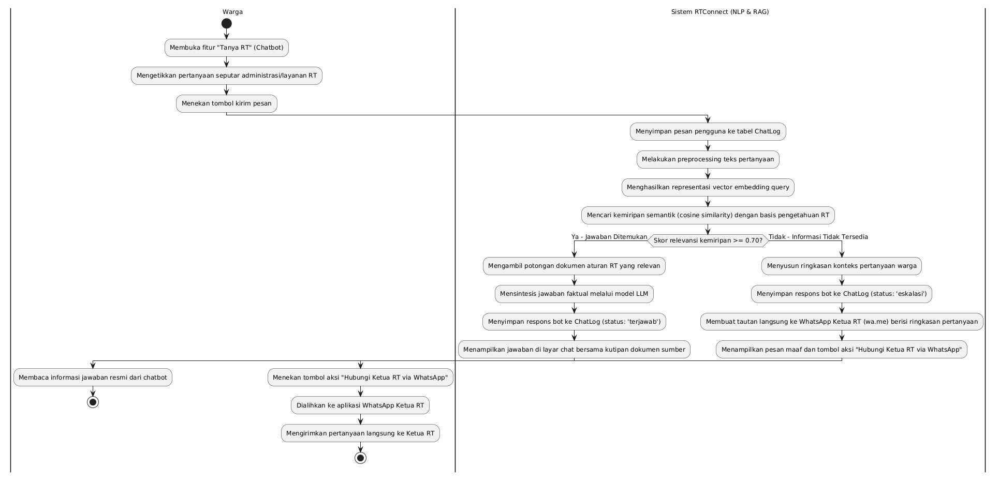 Warga
Sistem RTConnect (NLP & RAG)
Membuka fitur "Tanya RT" (Chatbot)
Mengetikkan pertanyaan seputar administrasi/layanan RT
Menekan tombol kirim pesan
Menyimpan pesan pengguna ke tabel ChatLog
Melakukan preprocessing teks pertanyaan
Menghasilkan representasi vector embedding query
Mencari kemiripan semantik (cosine similarity) dengan basis pengetahuan RT
Skor relevansi kemiripan >= 0.70?
Ya - Jawaban Ditemukan
Mengambil potongan dokumen aturan RT yang relevan
Mensintesis jawaban faktual melalui model LLM
Menyimpan respons bot ke ChatLog (status: 'terjawab')
Menampilkan jawaban di layar chat bersama kutipan dokumen sumber
Membaca informasi jawaban resmi dari chatbot
Tidak - Informasi Tidak Tersedia
Menyusun ringkasan konteks pertanyaan warga
Menyimpan respons bot ke ChatLog (status: 'eskalasi')
Membuat tautan langsung ke WhatsApp Ketua RT (wa.me) berisi ringkasan pertanyaan
Menampilkan pesan maaf dan tombol aksi "Hubungi Ketua RT via WhatsApp"
Menekan tombol aksi "Hubungi Ketua RT via WhatsApp"
Dialihkan ke aplikasi WhatsApp Ketua RT
Mengirimkan pertanyaan langsung ke Ketua RT